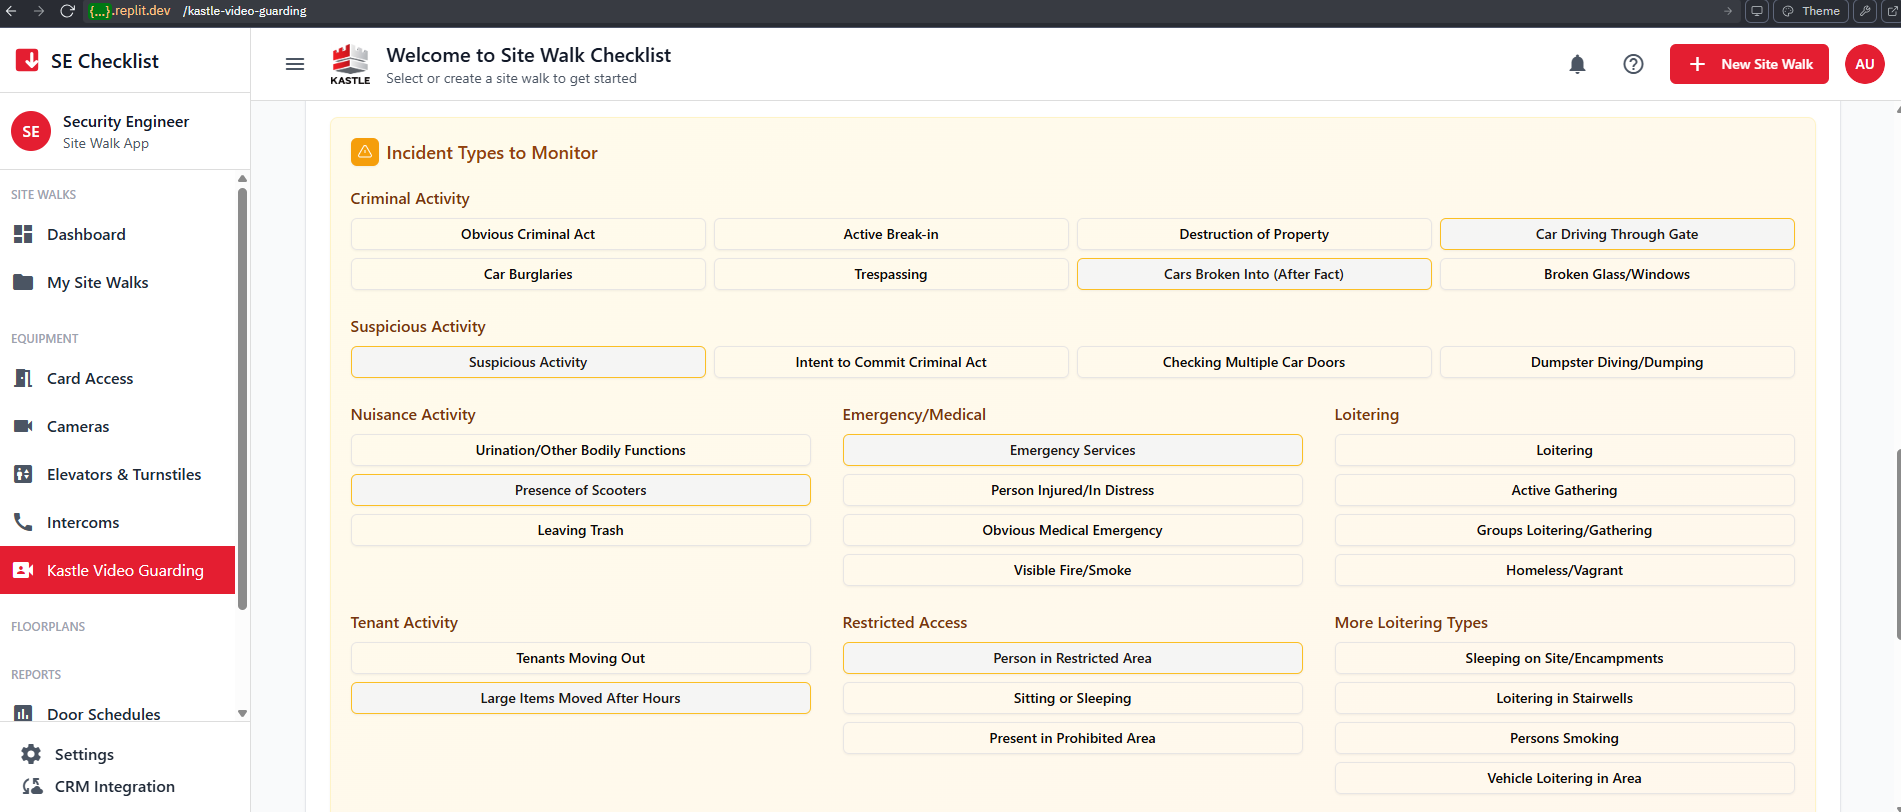 {...}.replit.dev /kastle-video-guarding
Theme
SE Checklist
SE
Security Engineer
Site Walk App
SITE WALKS
Dashboard
My Site Walks
EQUIPMENT
Card Access
Cameras
Elevators & Turnstiles
Intercoms
Kastle Video Guarding
FLOORPLANS
REPORTS
Door Schedules
Settings
CRM Integration
KASTLE
Welcome to Site Walk Checklist
Select or create a site walk to get started
New Site Walk
AU
Incident Types to Monitor
Criminal Activity
Obvious Criminal Act
Active Break-in
Destruction of Property
Car Driving Through Gate
Car Burglaries
Trespassing
Cars Broken Into (After Fact)
Broken Glass/Windows
Suspicious Activity
Suspicious Activity
Intent to Commit Criminal Act
Checking Multiple Car Doors
Dumpster Diving/Dumping
Nuisance Activity
Urination/Other Bodily Functions
Presence of Scooters
Leaving Trash
Emergency/Medical
Emergency Services
Person Injured/In Distress
Obvious Medical Emergency
Visible Fire/Smoke
Loitering
Loitering
Active Gathering
Groups Loitering/Gathering
Homeless/Vagrant
Tenant Activity
Tenants Moving Out
Large Items Moved After Hours
Restricted Access
Person in Restricted Area
Sitting or Sleeping
Present in Prohibited Area
More Loitering Types
Sleeping on Site/Encampments
Loitering in Stairwells
Persons Smoking
Vehicle Loitering in Area